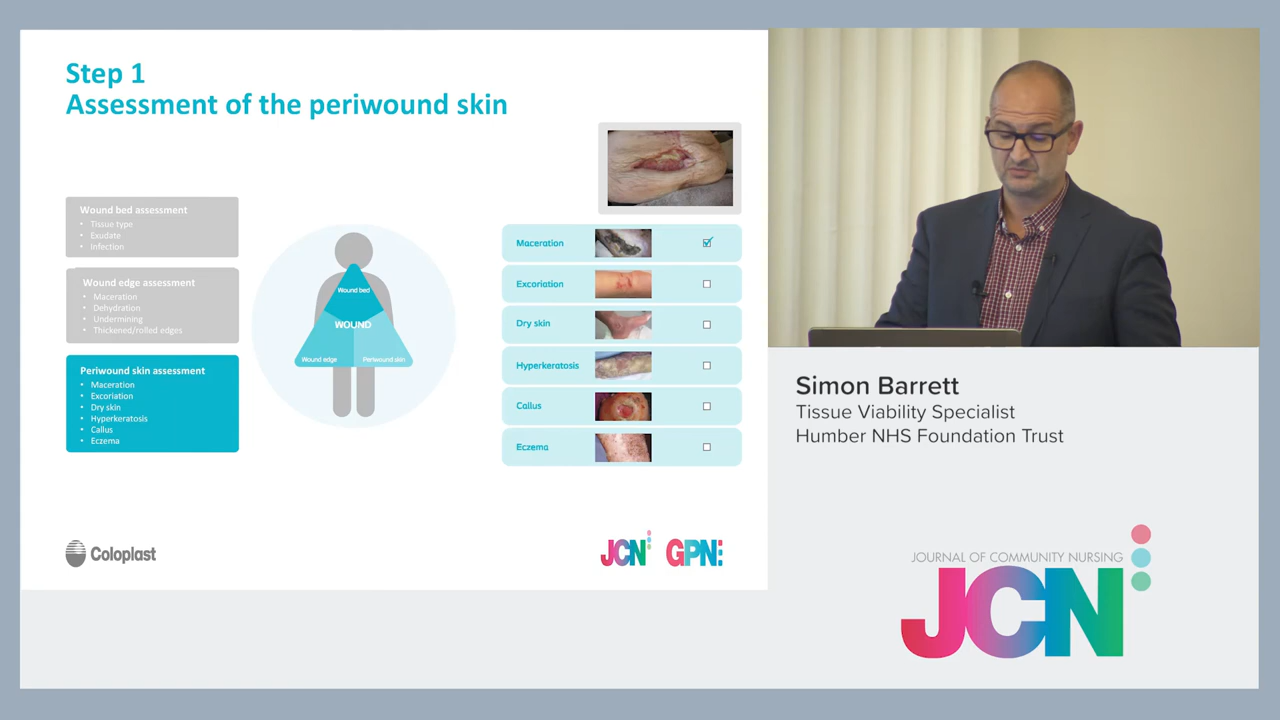 Step 1
Assessment of the periwound skin
Wound bed assessment
• Tissue type
• Exudate
• Infection
Wound edge assessment
• Maceration
• Dehydration
• Undermining
• Thickened/rolled edges
Periwound skin assessment
• Maceration
• Excoriation
• Dry skin
• Hyperkeratosis
• Callus
• Eczema
Wound bed
WOUND
Wound edge
Periwound skin
Maceration
Excoriation
Dry skin
Hyperkeratosis
Callus
Eczema
Coloplast
JCN
GPN
Simon Barrett
Tissue Viability Specialist
Humber NHS Foundation Trust
JOURNAL OF COMMUNITY NURSING
JCN